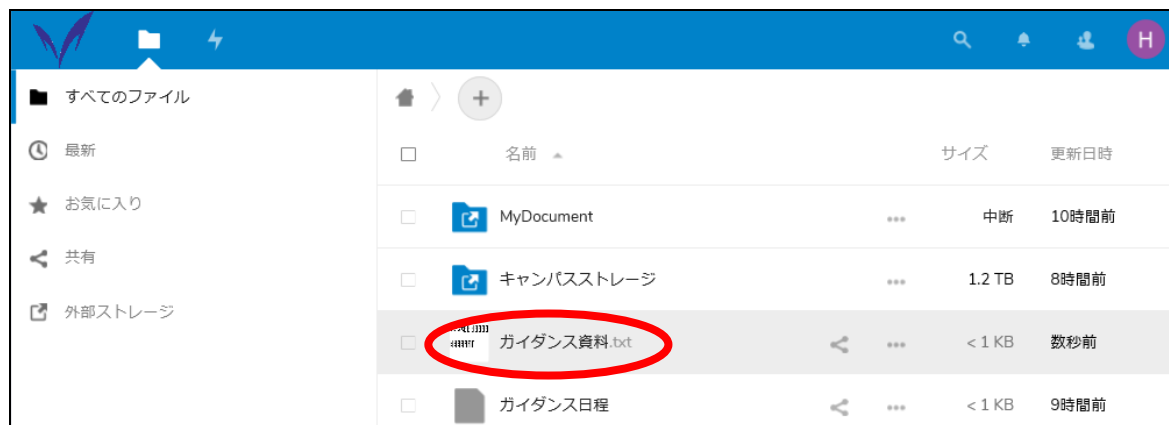 H
すべてのファイル
最新
お気に入り
共有
外部ストレージ
名前 サイズ 更新日時
MyDocument 中断 10時間前
キャンパスストレージ 1.2 TB 8時間前
ガイダンス資料.txt < 1 KB 数秒前
ガイダンス日程 < 1 KB 9時間前